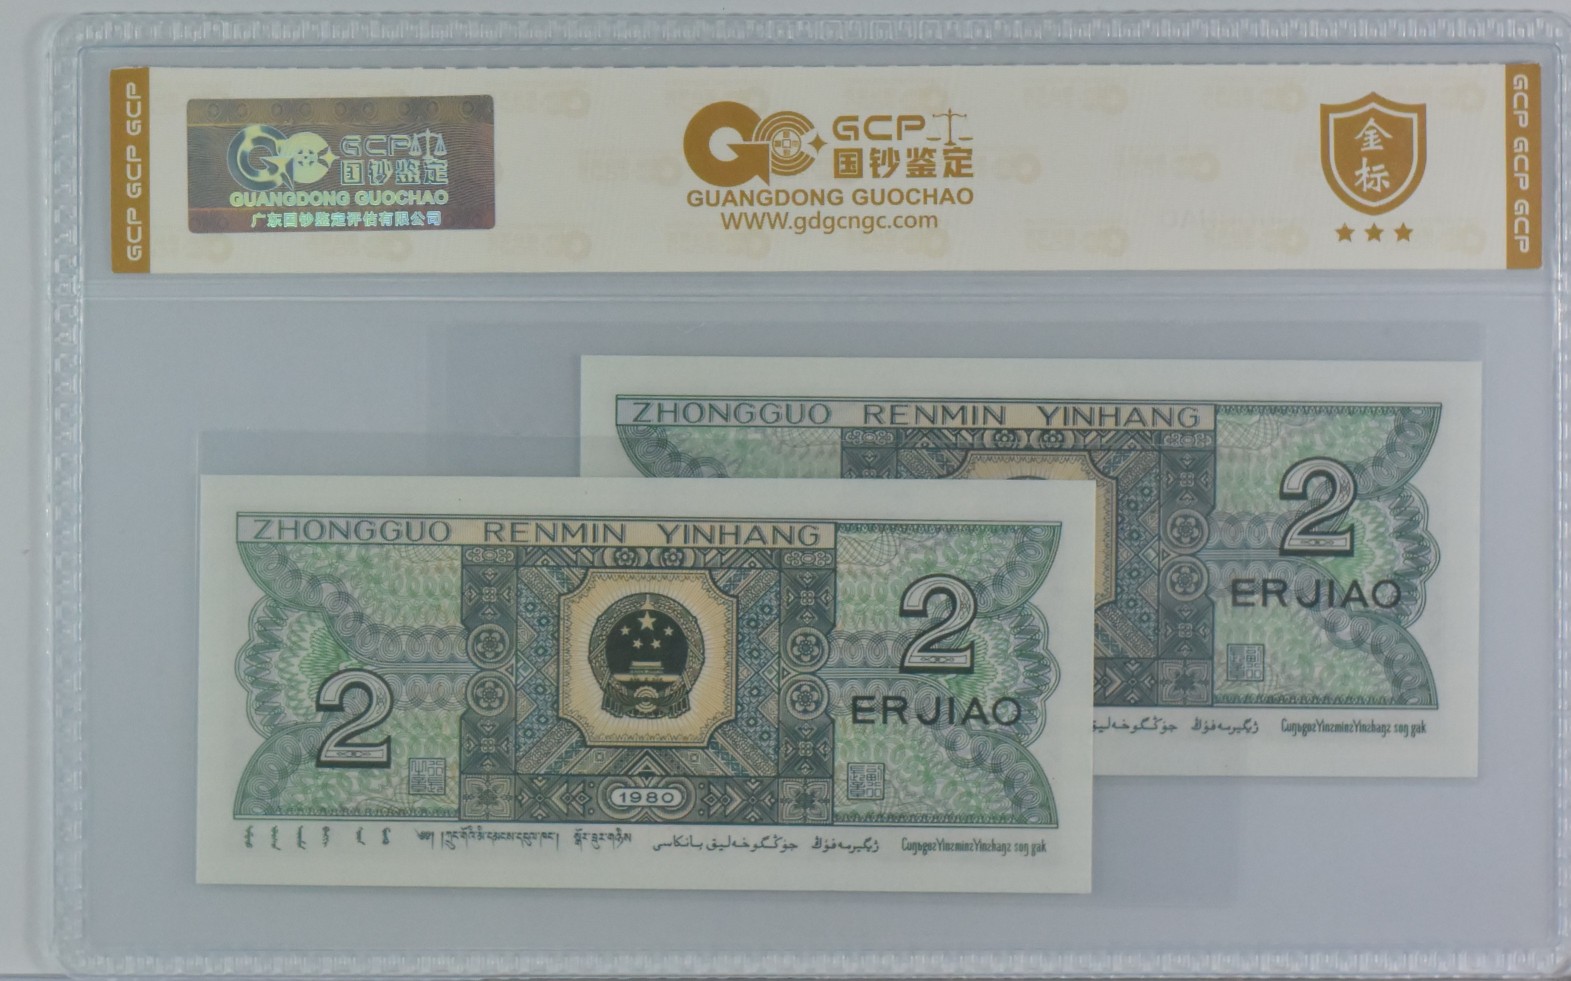 GCP GCP GCP
GCP
国钞鉴定
GUANGDONG GUOCHAO
广东国钞鉴定评估有限公司
GCP
国钞鉴定
GUANGDONG GUOCHAO
WWW.gdgcngc.com
金
标
GCP GCP GCP
ZHONGGUO RENMIN YINHANG
2
ERJIAO
ZHONGGUO RENMIN YINHANG
2
ERJIAO
2
1980